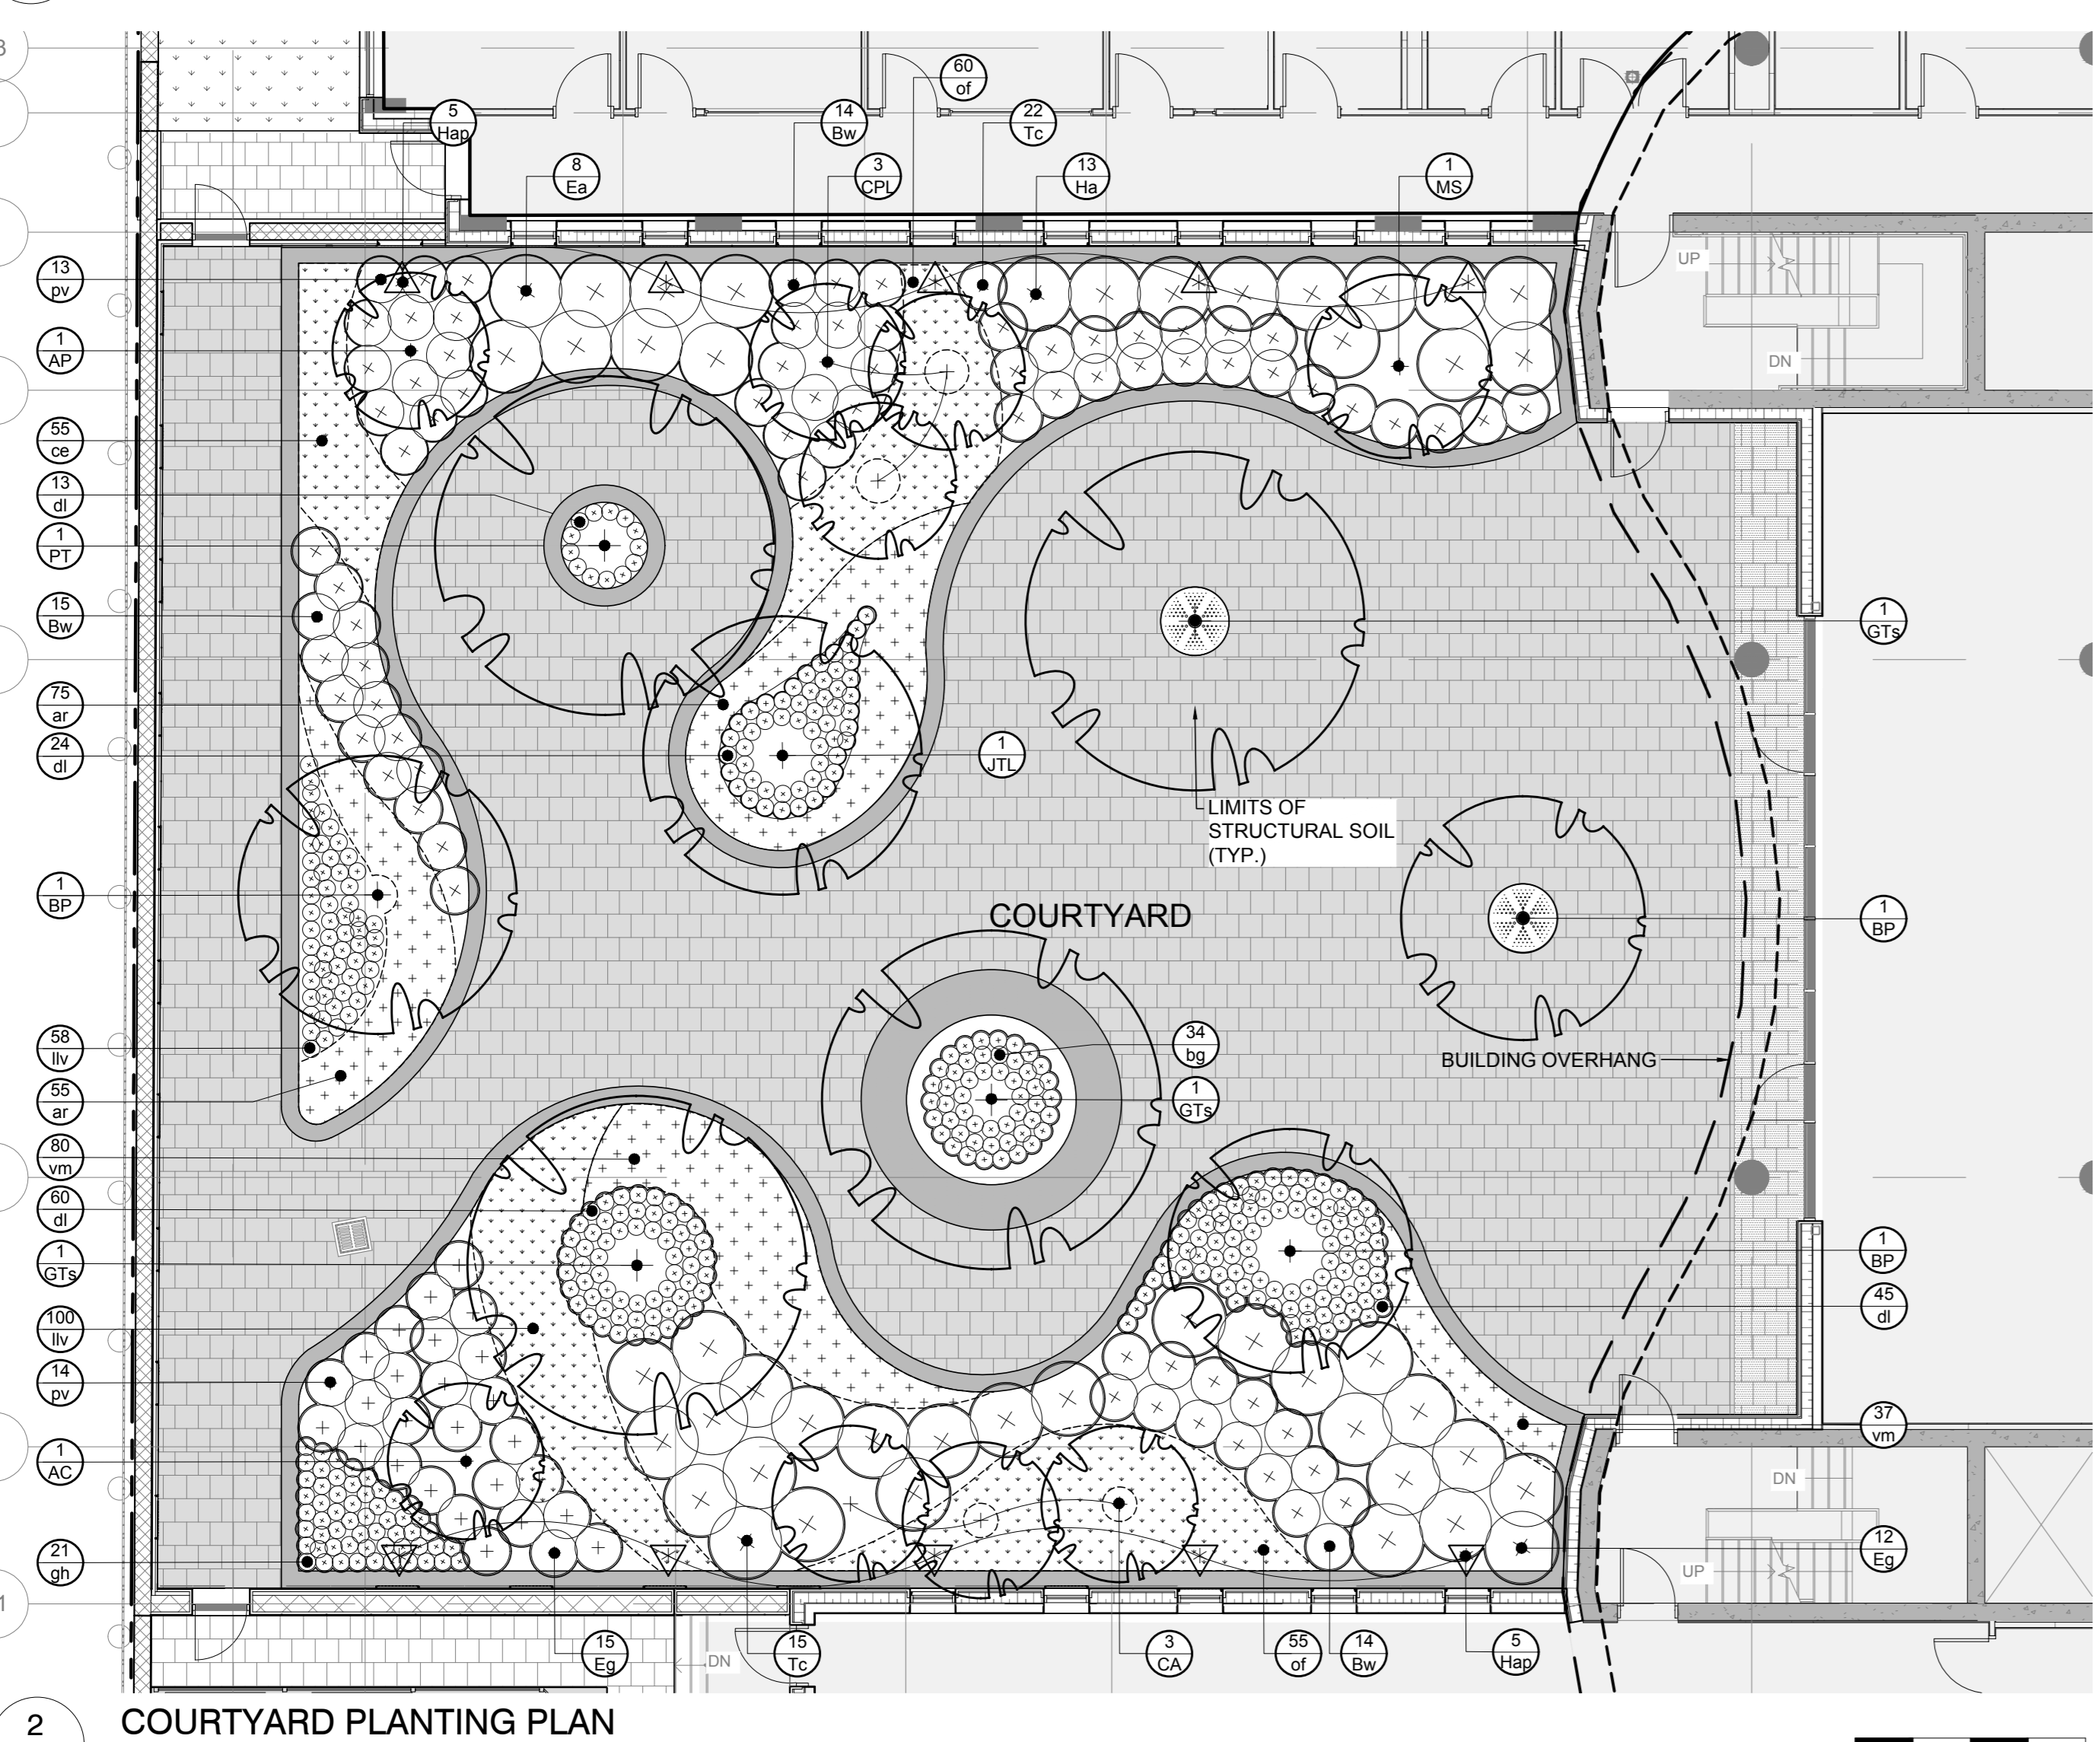 60
of
5
Hap
14
Bw
22
Tc
8
Ea
3
CPL
13
Ha
1
MS
UP
DN
13
pv
1
AP
55
ce
13
dl
1
PT
15
Bw
1
GTs
75
ar
24
dl
1
JTL
LIMITS OF
STRUCTURAL SOIL
(TYP.)
1
BP
COURTYARD
1
BP
58
llv
34
bg
BUILDING OVERHANG
55
ar
1
GTs
80
vm
60
dl
1
GTs
1
BP
45
dl
100
llv
14
pv
37
vm
1
AC
DN
21
gh
12
Eg
UP
15
Eg
DN
15
Tc
3
CA
55
of
14
Bw
5
Hap
2
COURTYARD PLANTING PLAN